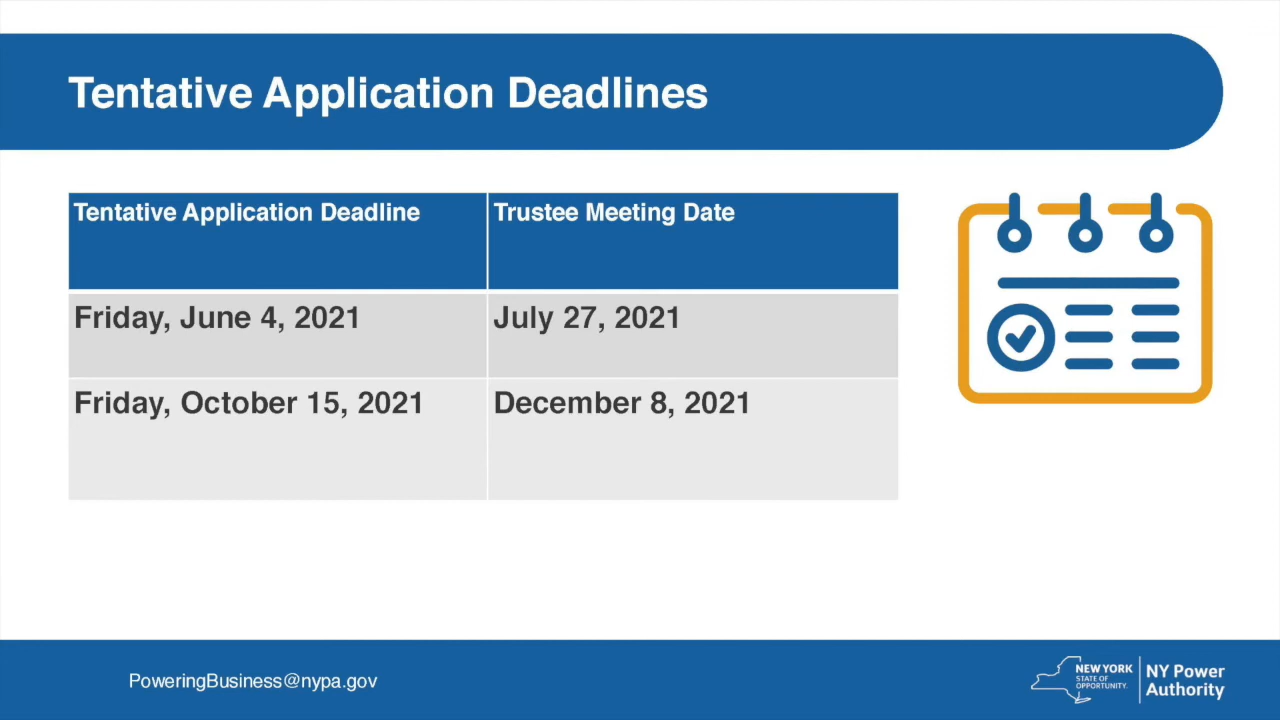 Tentative Application Deadlines
Tentative Application Deadline
Trustee Meeting Date
Friday, June 4, 2021
July 27, 2021
Friday, October 15, 2021
December 8, 2021
PoweringBusiness@nypa.gov
NEW YORK
STATE OF
OPPORTUNITY.
NY Power
Authority